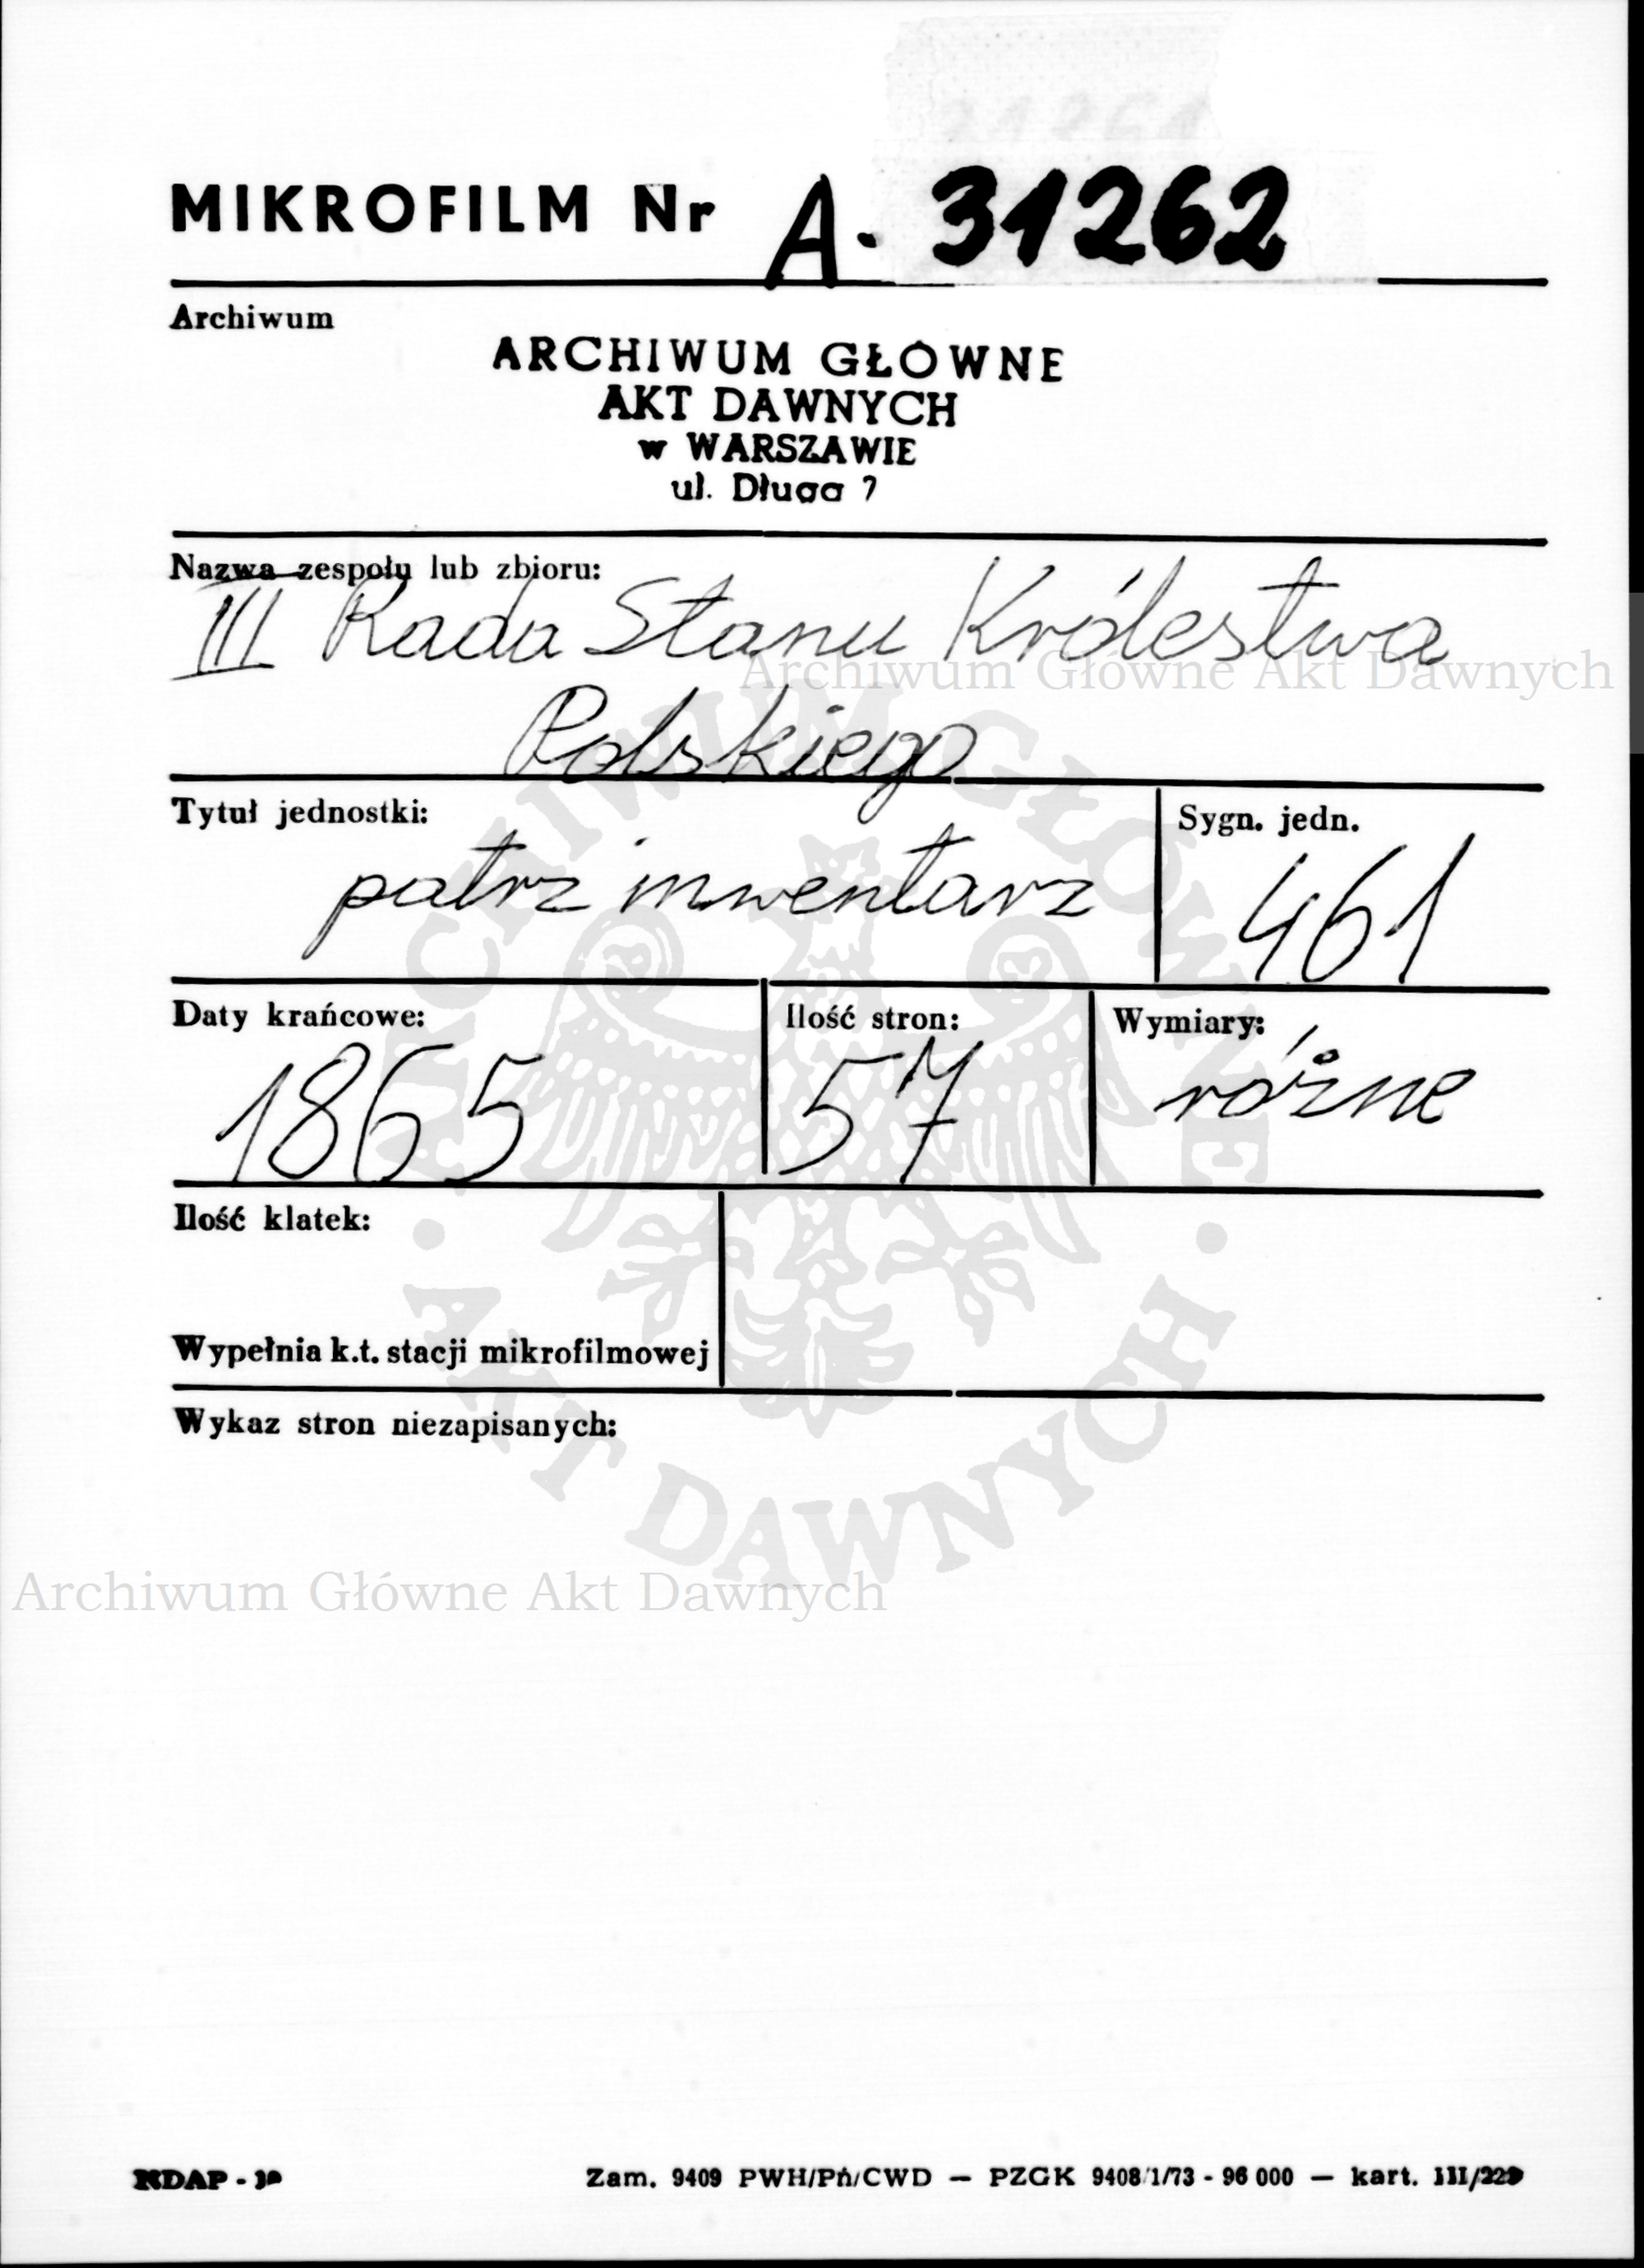 MIKROFILM Nr A. 31262
Archiwum
ARCHIWUM GŁÓWNE
AKT DAWNYCH
w WARSZAWIE
ul. Długa 7
Nazwa zespołu lub zbioru:
III Rada Stanu Królestwa
Archiwum Główne Akt Dawnych
Polskiego
Tytuł jednostki:
Sygn. jedn.
patrz inwentarz
461
Daty krańcowe:
Ilość stron:
Wymiary:
1865
57
różne
Ilość klatek:
Wypełnia k.t. stacji mikrofilmowej
Wykaz stron niezapisanych:
ARCHIWUM GŁÓWNE
AKT DAWNYCH
Archiwum Główne Akt Dawnych
NDAP -
Zam. 9409 PWH/Pń/CWD — PZGK 9408/1/73 - 96 000 — kart. III/229